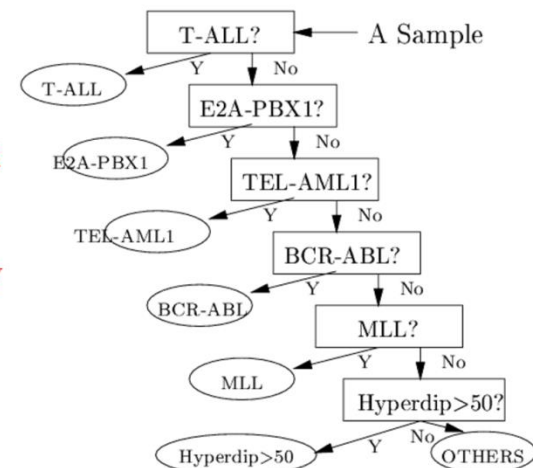 T-ALL?
A Sample
Y
No
T-ALL
E2A-PBX1?
Y
No
E2A-PBX1
TEL-AML1?
Y
No
TEL-AML1
BCR-ABL?
Y
No
BCR-ABL
MLL?
Y
No
MLL
Hyperdip>50?
Y
No
Hyperdip>50
OTHERS